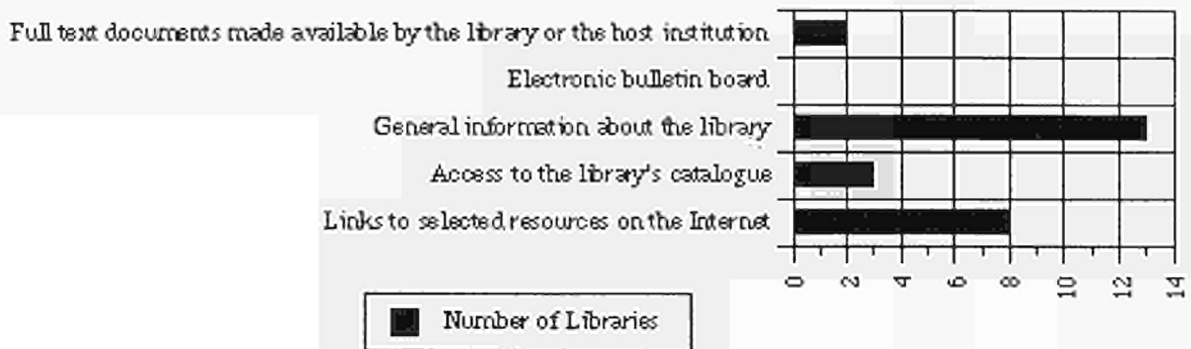 Full text documents made available by the library or the host institution
Electronic bulletin board
General information about the library
Access to the library's catalogue
Links to selected resources on the Internet
0 2 4 6 8 10 12 14
Number of Libraries